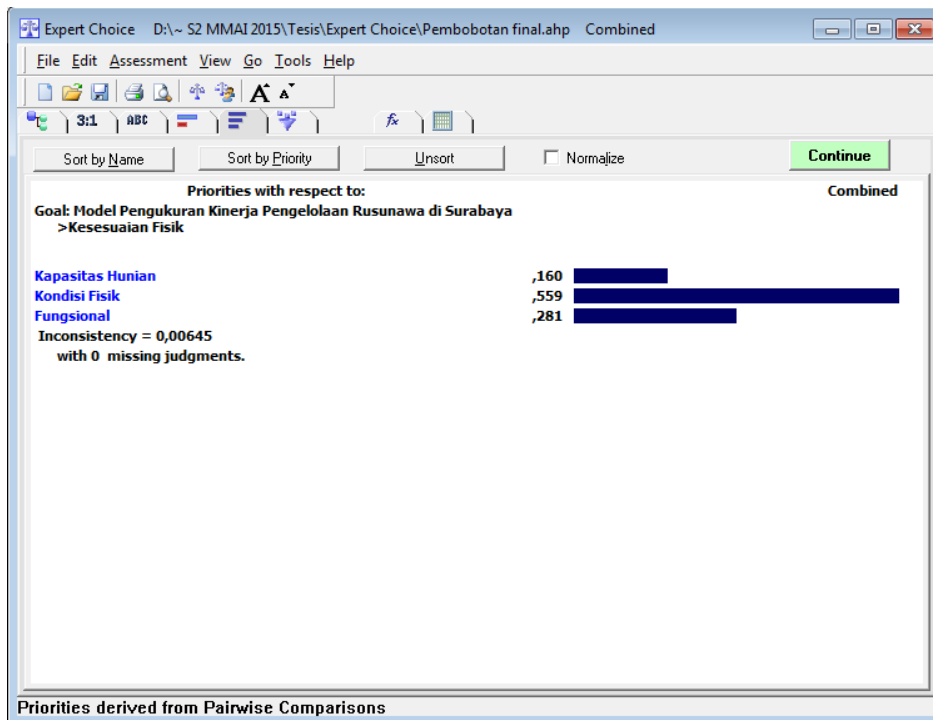 Expert Choice D:\~ S2 MMAI 2015\Tesis\Expert Choice\Pembobotan final.ahp Combined
File Edit Assessment View Go Tools Help
A A
3:1 ABC fx
Sort by Name Sort by Priority Unsort Normalize Continue
Priorities with respect to: Combined
Goal: Model Pengukuran Kinerja Pengelolaan Rusunawa di Surabaya
>Kesesuaian Fisik
Kapasitas Hunian ,160
Kondisi Fisik ,559
Fungsional ,281
Inconsistency = 0,00645
with 0 missing judgments.
Priorities derived from Pairwise Comparisons